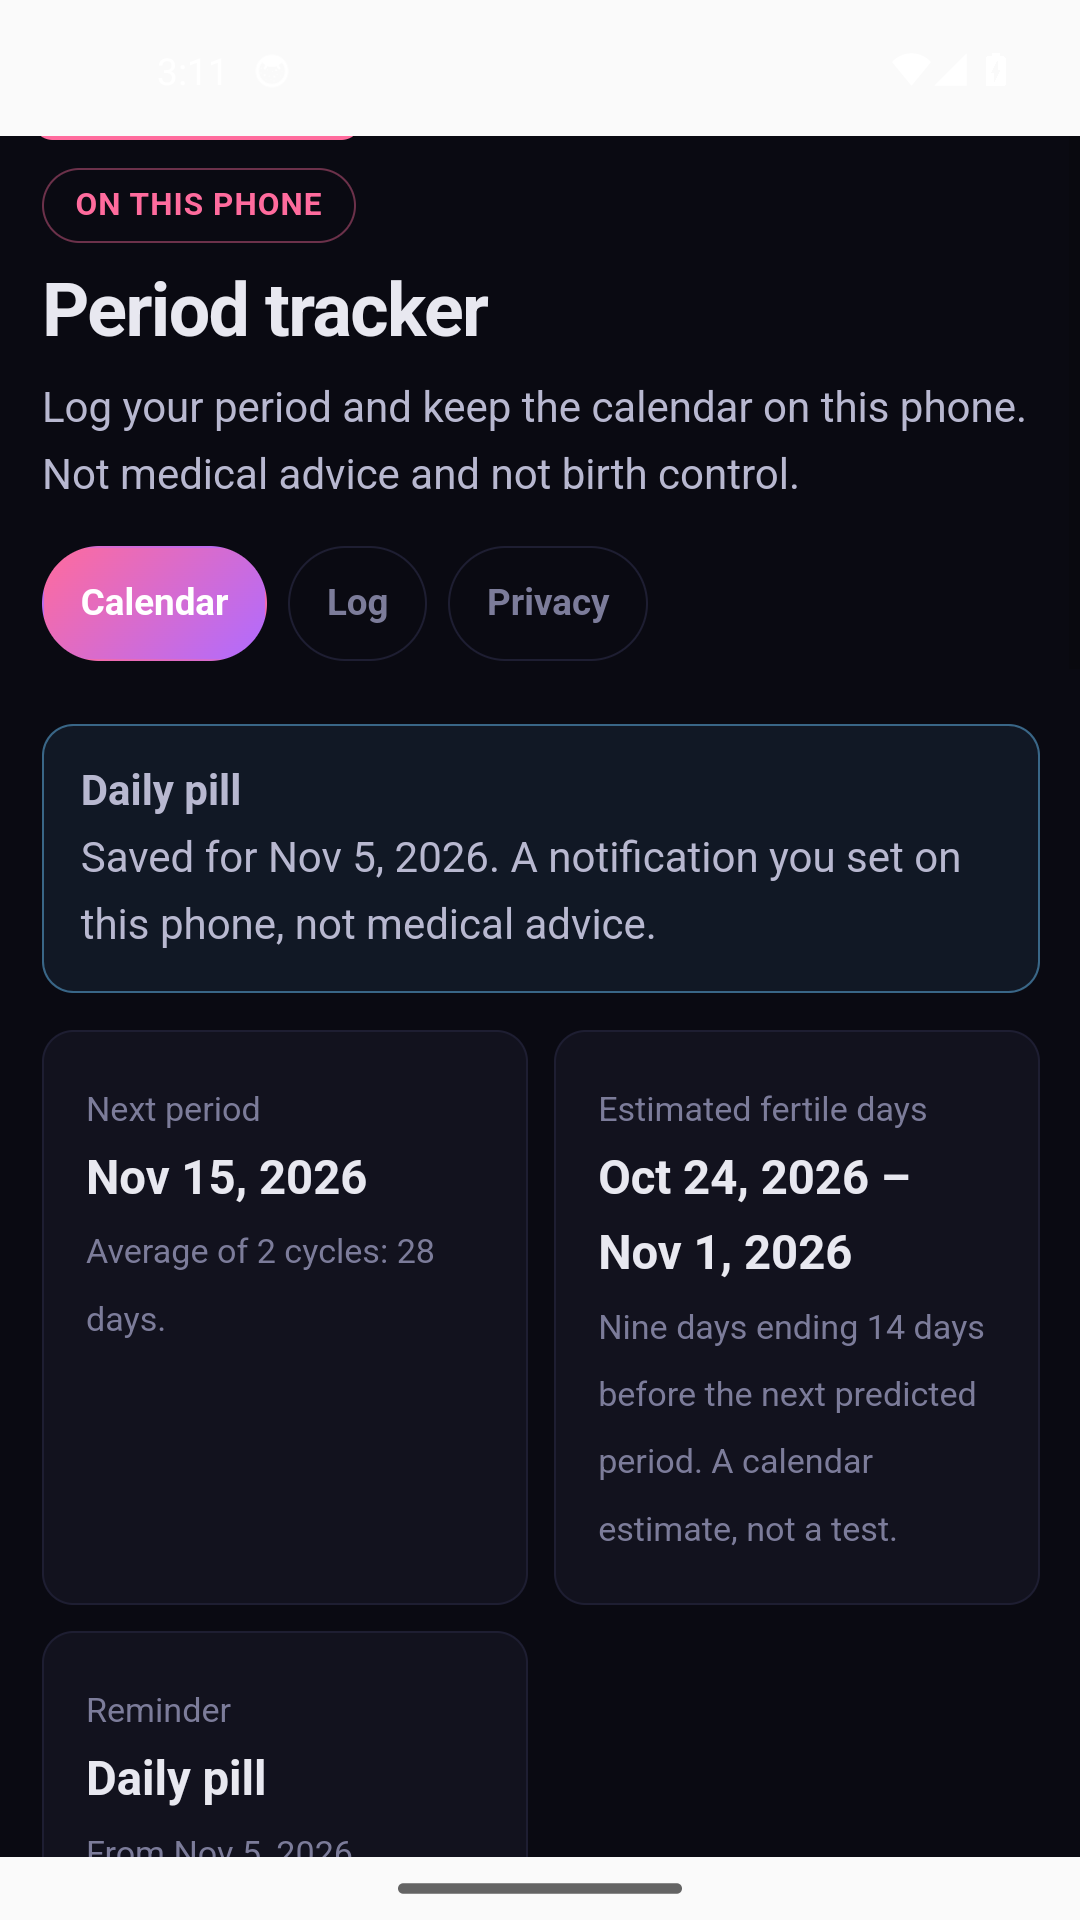 3:11
ON THIS PHONE
Period tracker
Log your period and keep the calendar on this phone.
Not medical advice and not birth control.
Calendar
Log
Privacy
Daily pill
Saved for Nov 5, 2026. A notification you set on
this phone, not medical advice.
Next period
Nov 15, 2026
Average of 2 cycles: 28
days.
Estimated fertile days
Oct 24, 2026 –
Nov 1, 2026
Nine days ending 14 days
before the next predicted
period. A calendar
estimate, not a test.
Reminder
Daily pill
From Nov 5, 2026